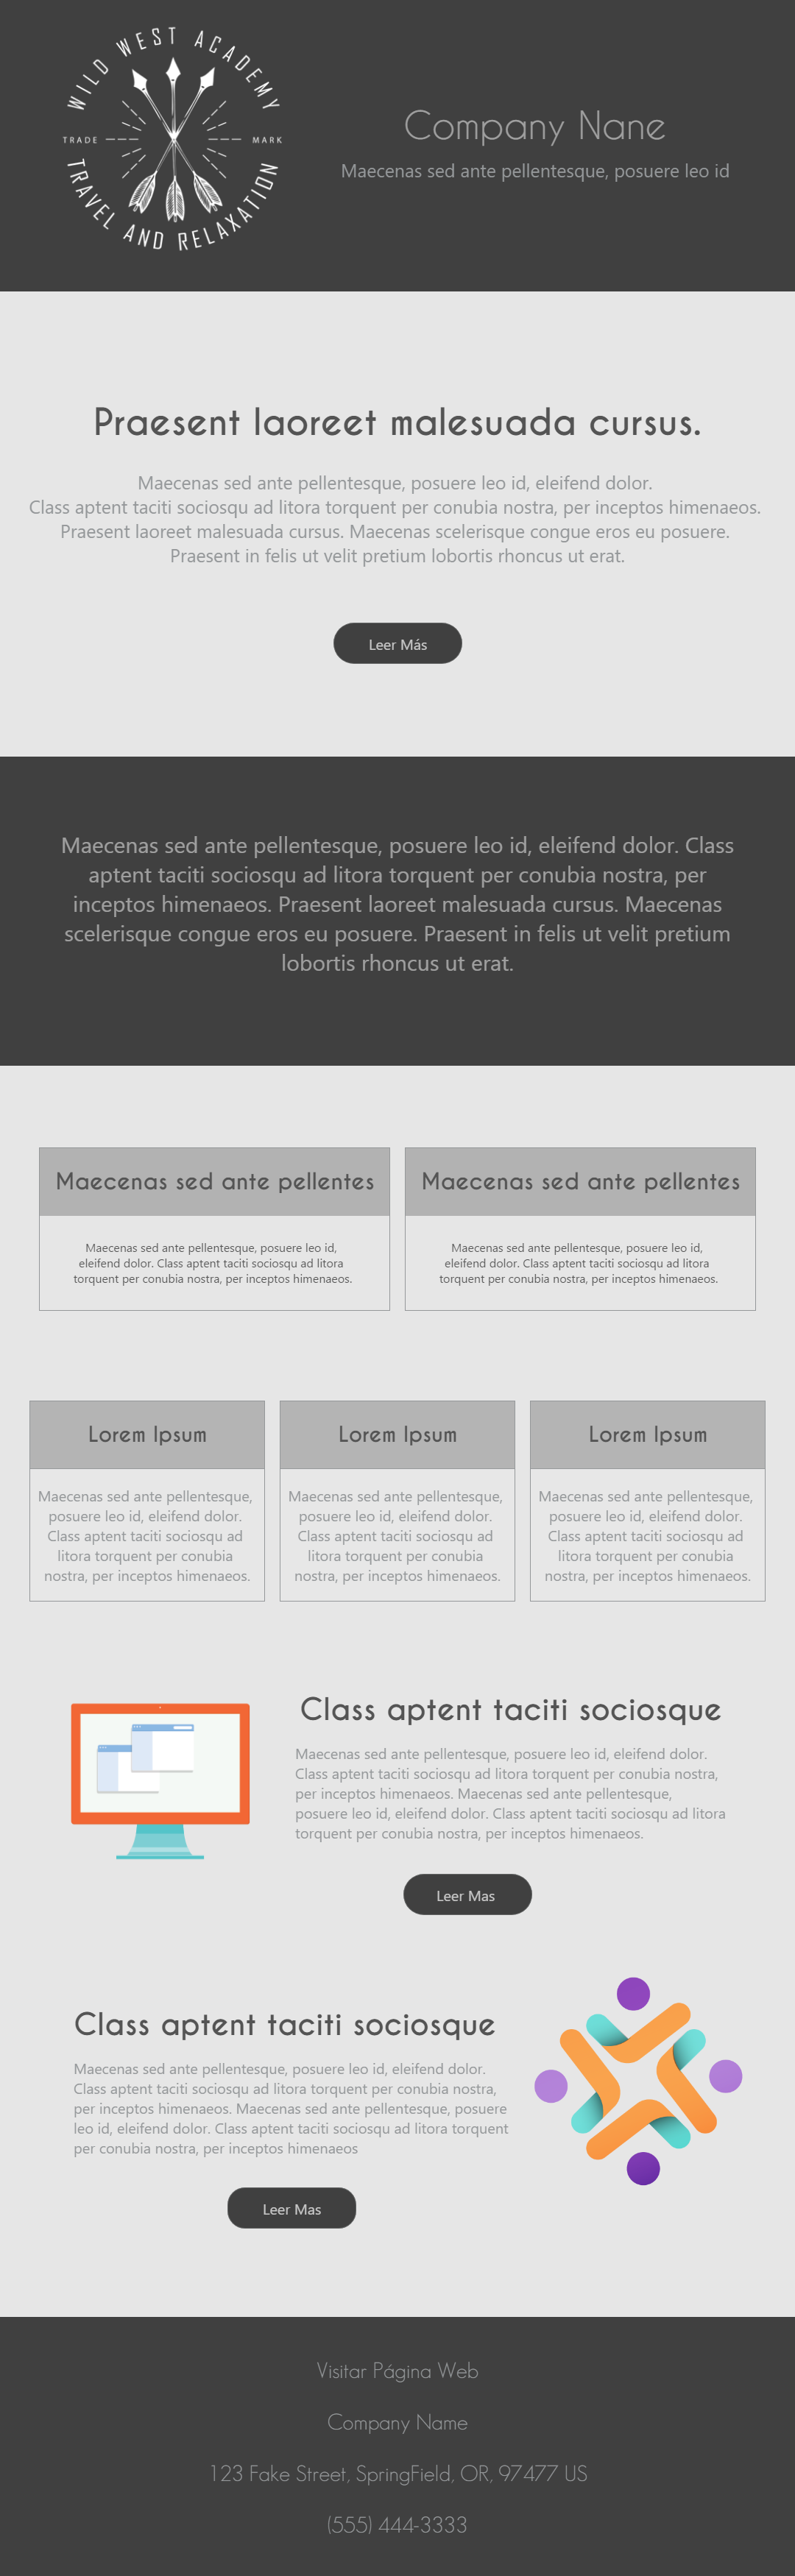 WILD WEST ACADEMY
TRADE MARK
TRAVEL AND RELAXATION
Company Nane
Maecenas sed ante pellentesque, posuere leo id
Praesent laoreet malesuada cursus.
Maecenas sed ante pellentesque, posuere leo id, eleifend dolor.
Class aptent taciti sociosqu ad litora torquent per conubia nostra, per inceptos himenaeos.
Praesent laoreet malesuada cursus. Maecenas scelerisque congue eros eu posuere.
Praesent in felis ut velit pretium lobortis rhoncus ut erat.
Leer Más
Maecenas sed ante pellentesque, posuere leo id, eleifend dolor. Class
aptent taciti sociosqu ad litora torquent per conubia nostra, per
inceptos himenaeos. Praesent laoreet malesuada cursus. Maecenas
scelerisque congue eros eu posuere. Praesent in felis ut velit pretium
lobortis rhoncus ut erat.
Maecenas sed ante pellentes
Maecenas sed ante pellentesque, posuere leo id,
eleifend dolor. Class aptent taciti sociosqu ad litora
torquent per conubia nostra, per inceptos himenaeos.
Maecenas sed ante pellentes
Maecenas sed ante pellentesque, posuere leo id,
eleifend dolor. Class aptent taciti sociosqu ad litora
torquent per conubia nostra, per inceptos himenaeos.
Lorem Ipsum
Maecenas sed ante pellentesque,
posuere leo id, eleifend dolor.
Class aptent taciti sociosqu ad
litora torquent per conubia
nostra, per inceptos himenaeos.
Lorem Ipsum
Maecenas sed ante pellentesque,
posuere leo id, eleifend dolor.
Class aptent taciti sociosqu ad
litora torquent per conubia
nostra, per inceptos himenaeos.
Lorem Ipsum
Maecenas sed ante pellentesque,
posuere leo id, eleifend dolor.
Class aptent taciti sociosqu ad
litora torquent per conubia
nostra, per inceptos himenaeos.
Class aptent taciti sociosque
Maecenas sed ante pellentesque, posuere leo id, eleifend dolor.
Class aptent taciti sociosqu ad litora torquent per conubia nostra,
per inceptos himenaeos. Maecenas sed ante pellentesque,
posuere leo id, eleifend dolor. Class aptent taciti sociosqu ad litora
torquent per conubia nostra, per inceptos himenaeos.
Leer Mas
Class aptent taciti sociosque
Maecenas sed ante pellentesque, posuere leo id, eleifend dolor.
Class aptent taciti sociosqu ad litora torquent per conubia nostra,
per inceptos himenaeos. Maecenas sed ante pellentesque, posuere
leo id, eleifend dolor. Class aptent taciti sociosqu ad litora torquent
per conubia nostra, per inceptos himenaeos
Leer Mas
Visitar Página Web
Company Name
123 Fake Street, SpringField, OR, 97477 US
(555) 444-3333